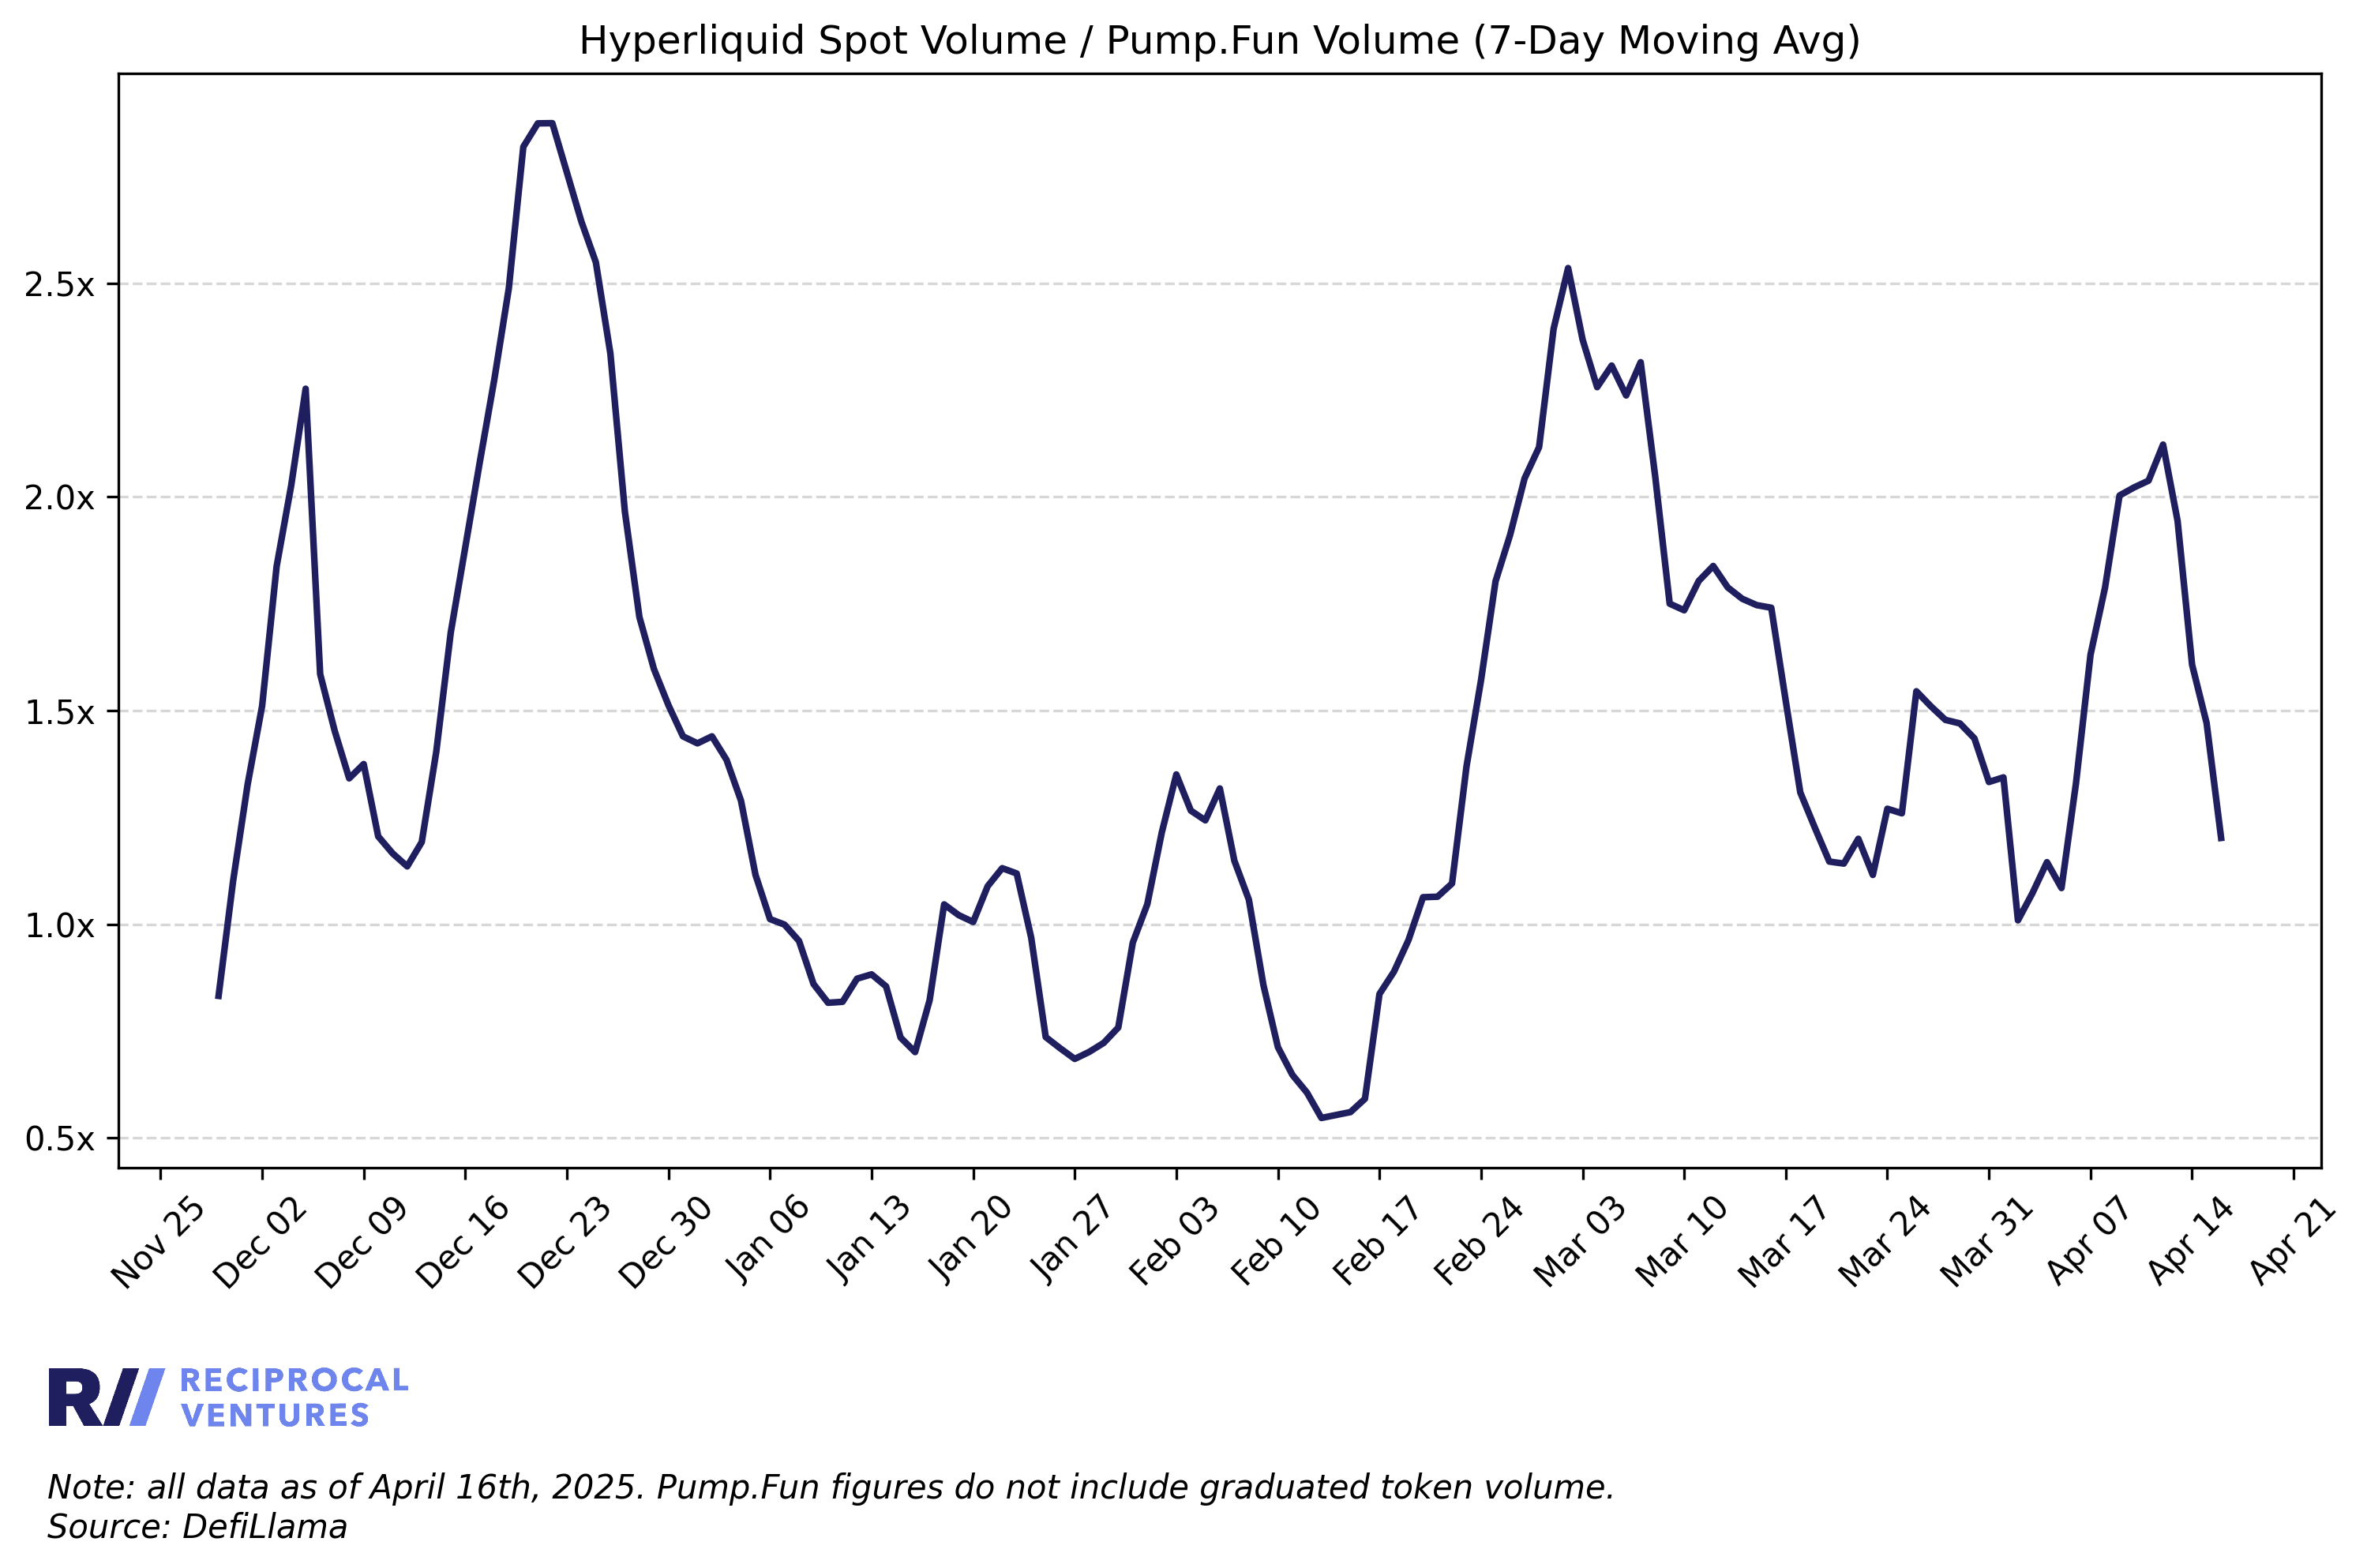 Hyperliquid Spot Volume / Pump.Fun Volume (7-Day Moving Avg)
2.5x
2.0x
1.5x
1.0x
0.5x
Nov 25
Dec 02
Dec 09
Dec 16
Dec 23
Dec 30
Jan 06
Jan 13
Jan 20
Jan 27
Feb 03
Feb 10
Feb 17
Feb 24
Mar 03
Mar 10
Mar 17
Mar 24
Mar 31
Apr 07
Apr 14
Apr 21
R// RECIPROCAL
VENTURES
Note: all data as of April 16th, 2025. Pump.Fun figures do not include graduated token volume.
Source: DefiLlama